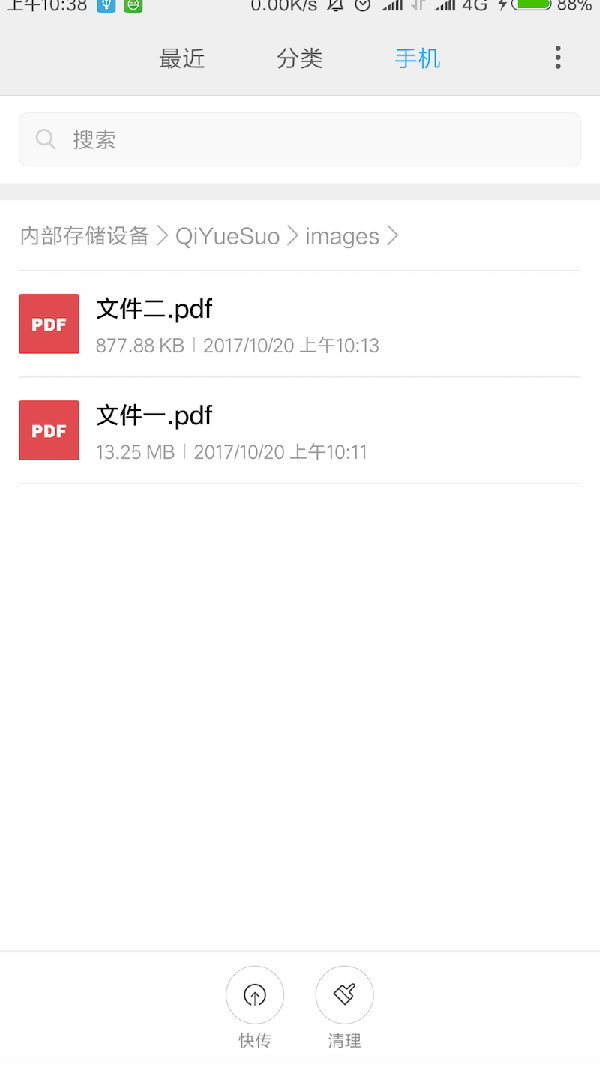 上午10:38 0.00K/s 4G 88%
最近 分类 手机
搜索
内部存储设备 > QiYueSuo > images >
PDF 文件二.pdf
877.88 KB | 2017/10/20 上午10:13
PDF 文件一.pdf
13.25 MB | 2017/10/20 上午10:11
快传 清理